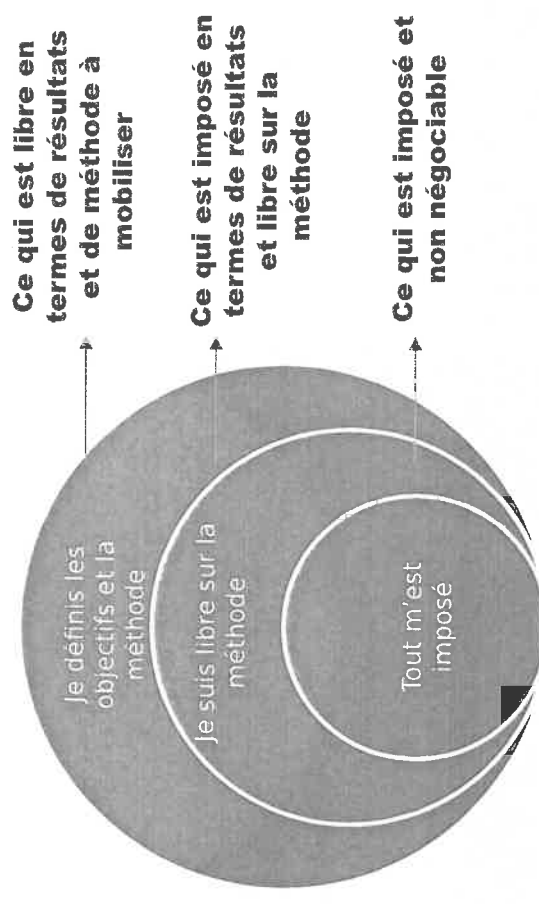 Je définis les
objectifs et la
méthode
Ce qui est libre en
termes de résultats
et de méthode à
mobiliser
Je suis libre sur la
méthode
Ce qui est imposé en
termes de résultats
et libre sur la
méthode
Tout m'est
imposé
Ce qui est imposé et
non négociable